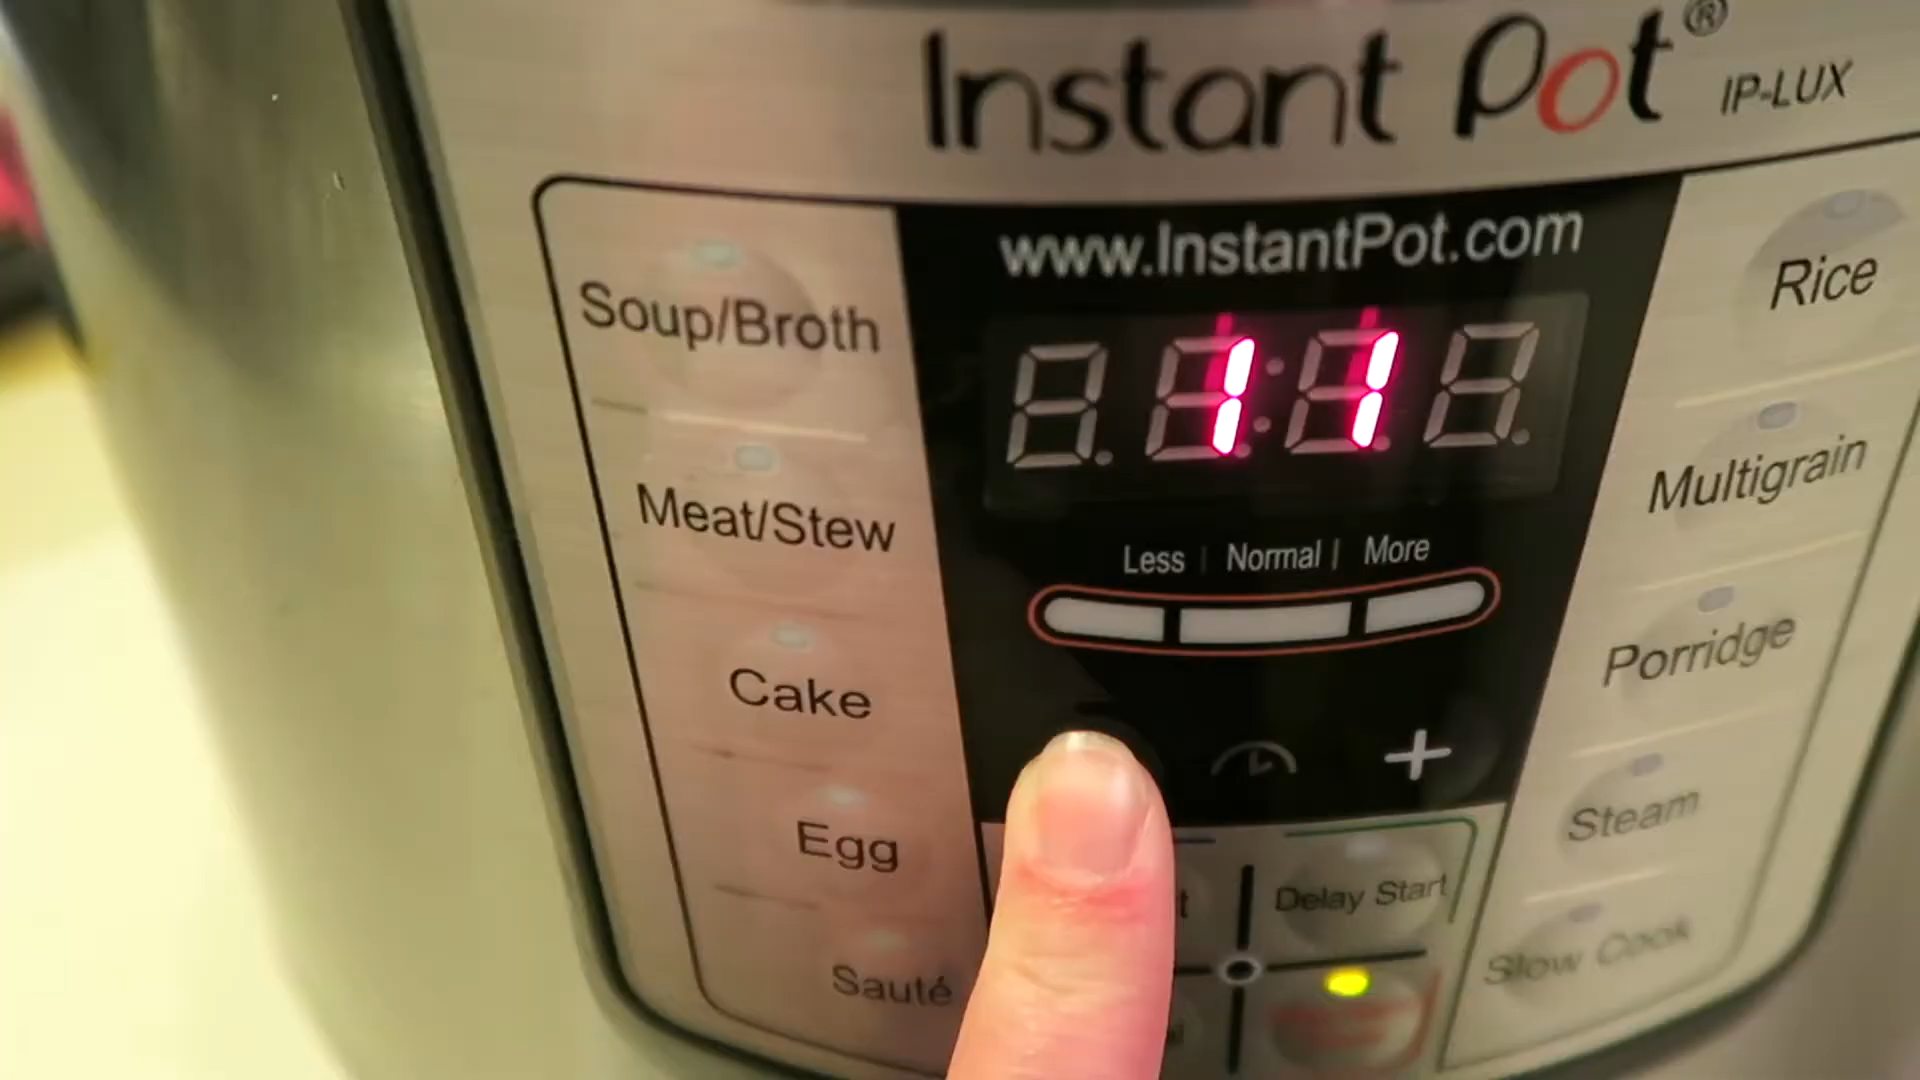 Instant Pot® IP-LUX
www.InstantPot.com
11
Less | Normal | More
+
Soup/Broth
Meat/Stew
Cake
Egg
Sauté
Rice
Multigrain
Porridge
Steam
Slow Cook
Delay Start